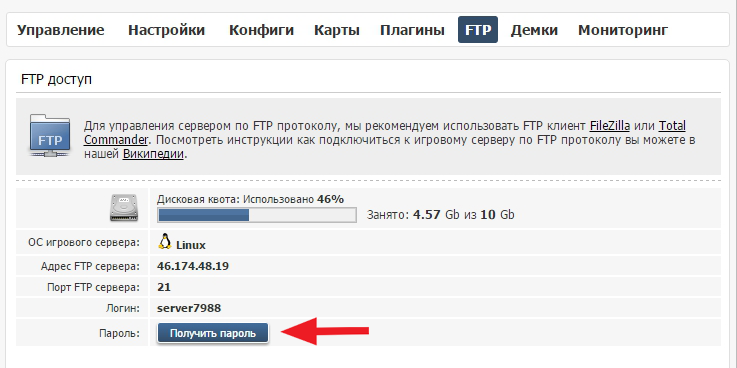 Управление Настройки Конфиги Карты Плагины FTP Демки Мониторинг
FTP доступ
FTP
Для управления сервером по FTP протоколу, мы рекомендуем использовать FTP клиент FileZilla или Total
Commander. Посмотреть инструкции как подключиться к игровому серверу по FTP протоколу вы можете в
нашей Википедии.
Дисковая квота: Использовано 46%
Занято: 4.57 Gb из 10 Gb
ОС игрового сервера: Linux
Адрес FTP сервера: 46.174.48.19
Порт FTP сервера: 21
Логин: server7988
Пароль: Получить пароль